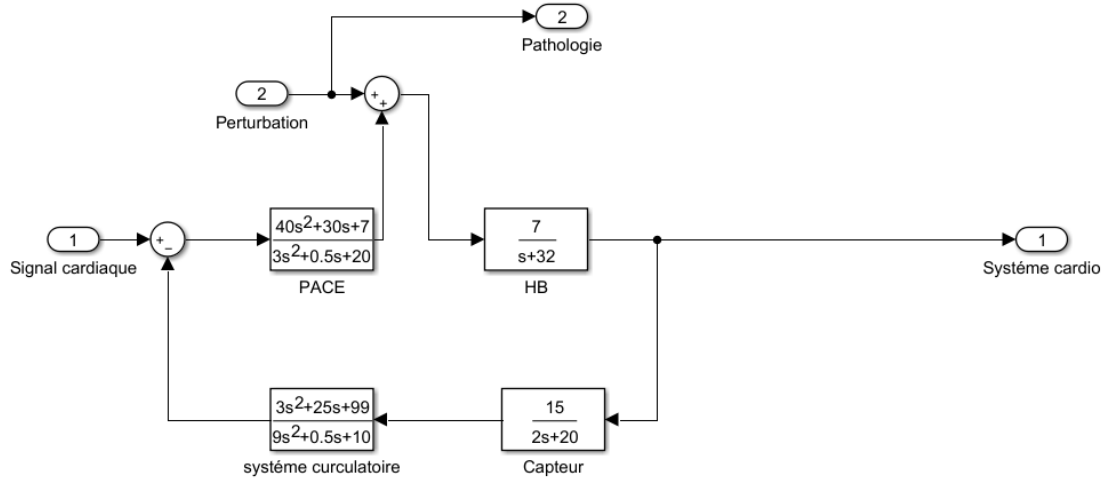 2
Pathologie
2
Perturbation
+
+
1
Signal cardiaque
+
−
40s²+30s+7
3s²+0.5s+20
PACE
7
s+32
HB
1
Systéme cardio
3s²+25s+99
9s²+0.5s+10
systéme curculatoire
15
2s+20
Capteur